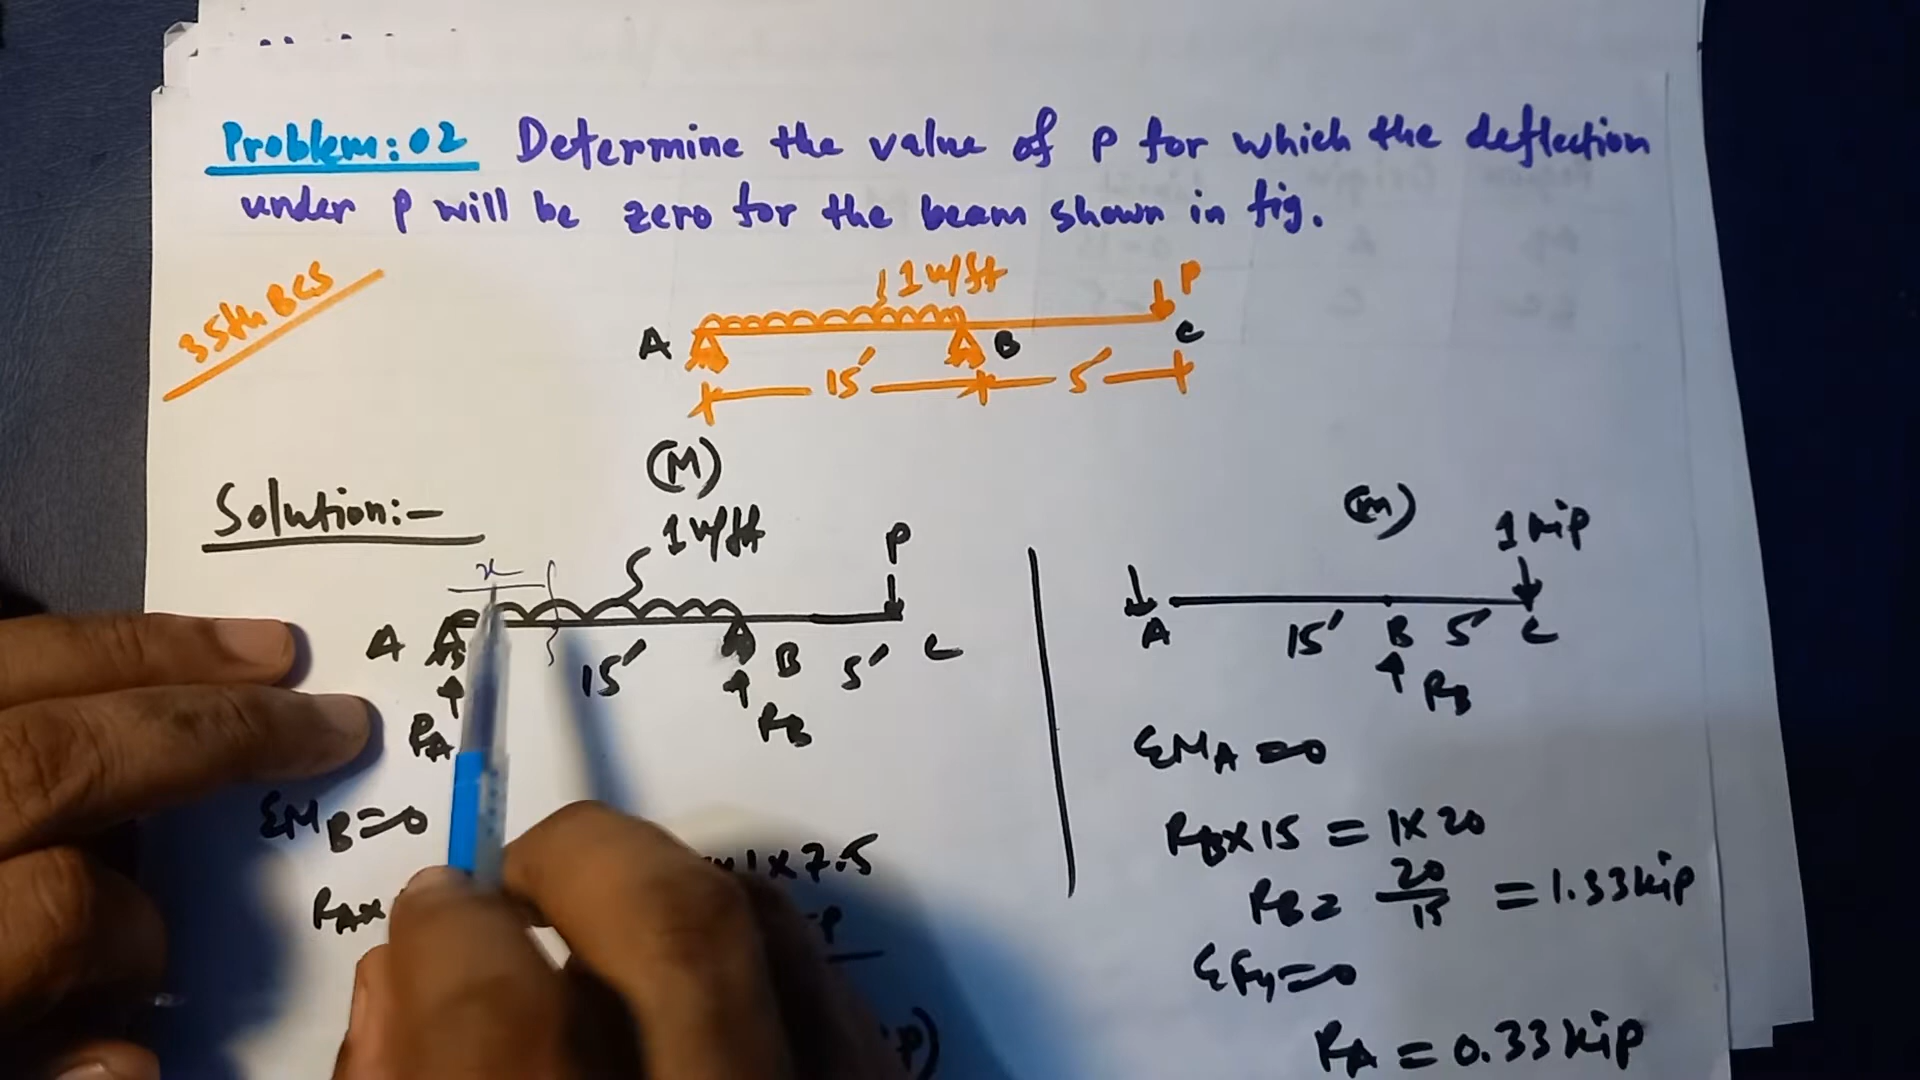 Problem: 02 Determine the value of P for which the deflection
under P will be zero for the beam shown in fig.
35th BCS
1 k/ft
P
A
B
C
15'
5'
(M)
Solution:-
1 k/ft
P
x
A
B
C
15'
5'
RA
RB
ΣMB=0
RA×
×1×7.5
-P
P)
(m)
1 kip
A
15'
B
5'
C
RB
ΣMA=0
RB×15 = 1×20
RB= 20/15 = 1.33kip
ΣFy=0
RA = 0.33 kip